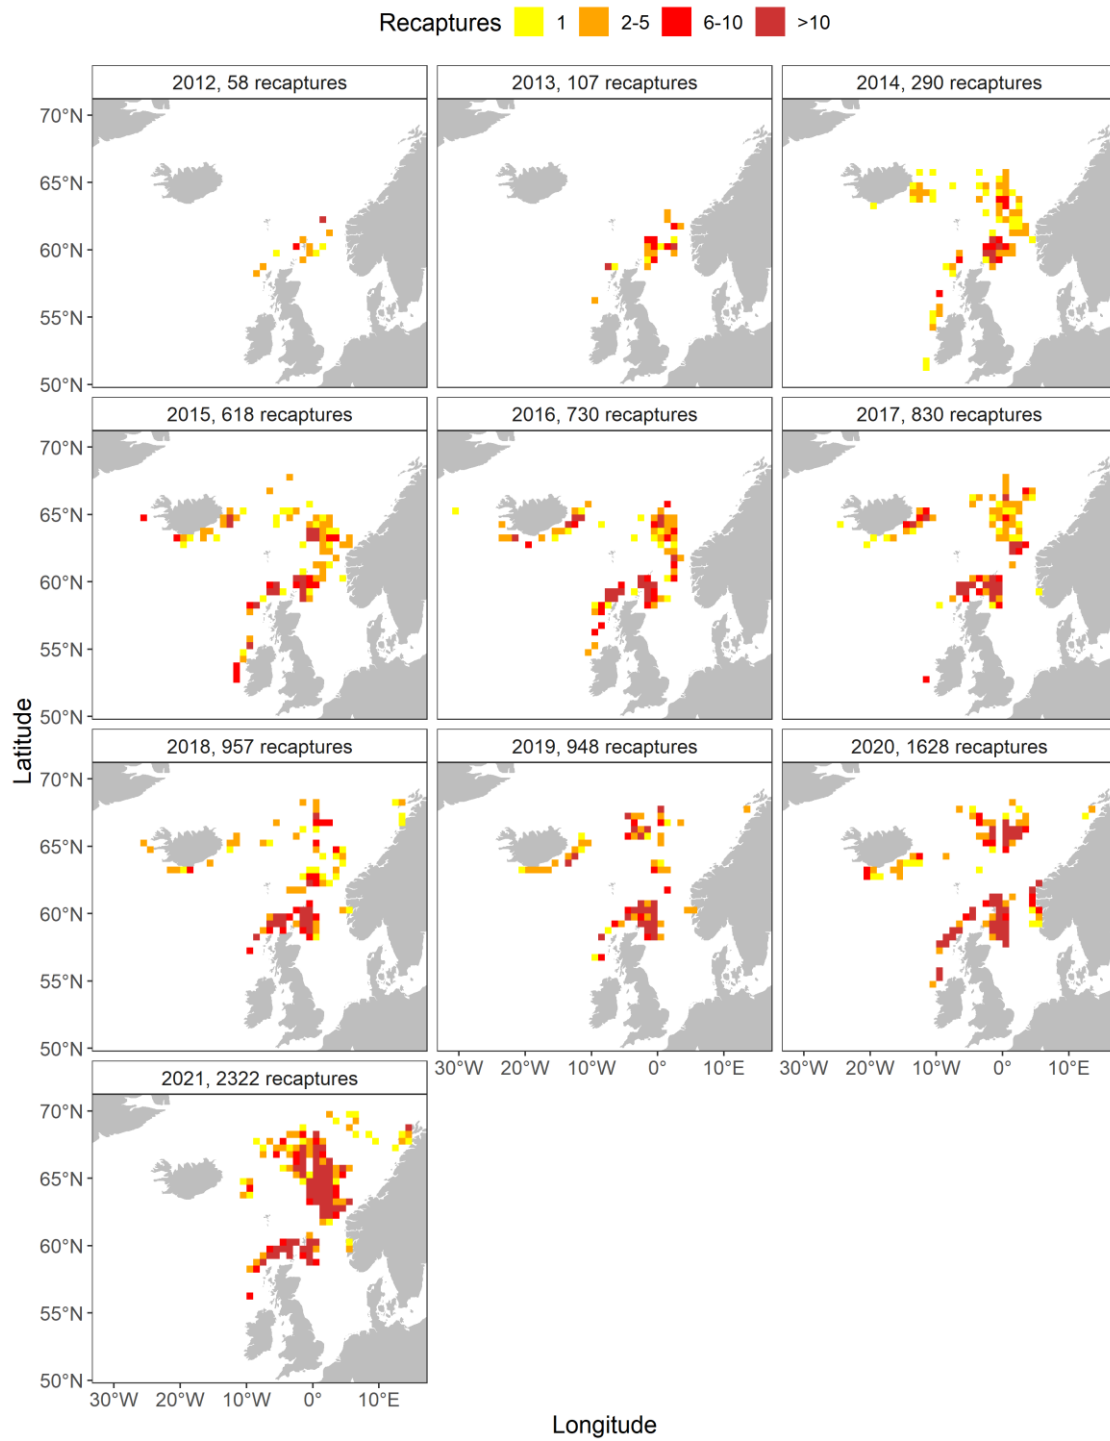 Recaptures 1 2-5 6-10 >10
2012, 58 recaptures 2013, 107 recaptures 2014, 290 recaptures
70°N
65°N
60°N
55°N
50°N
2015, 618 recaptures 2016, 730 recaptures 2017, 830 recaptures
70°N
65°N
60°N
55°N
50°N
Latitude
2018, 957 recaptures 2019, 948 recaptures 2020, 1628 recaptures
70°N
65°N
60°N
55°N
50°N
30°W 20°W 10°W 0° 10°E 30°W 20°W 10°W 0° 10°E
2021, 2322 recaptures
70°N
65°N
60°N
55°N
50°N
30°W 20°W 10°W 0° 10°E
Longitude